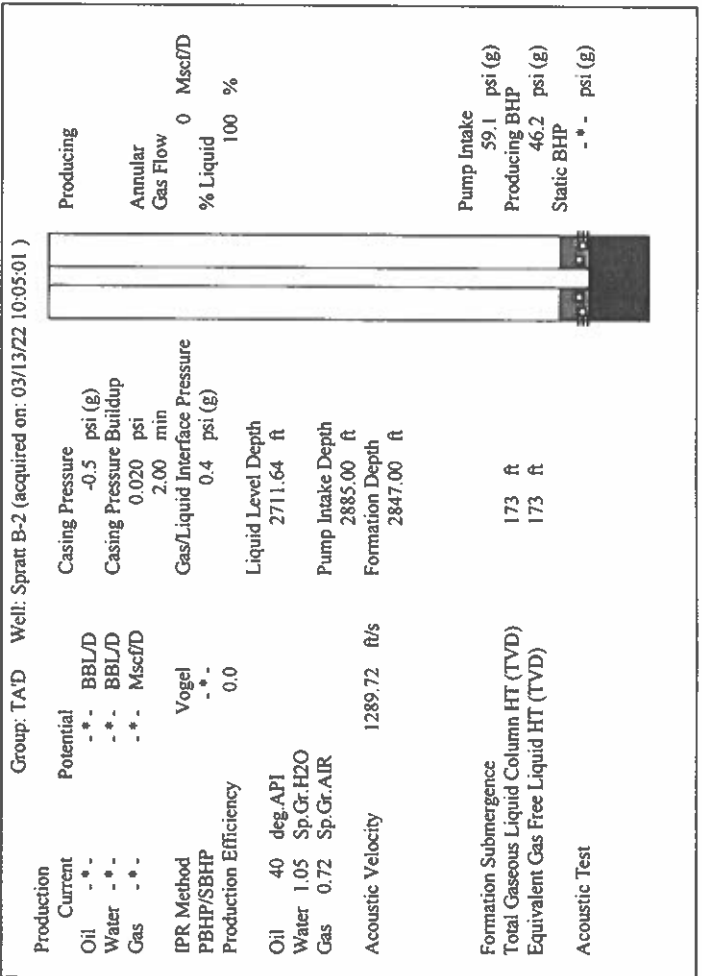 Group: TA'D Well: Spratt B-2 (acquired on: 03/13/22 10:05:01 )
Production
Current Potential
Oil - * - - * - BBL/D
Water - * - - * - BBL/D
Gas - * - - * - Mscf/D
IPR Method Vogel
PBHP/SBHP - * -
Production Efficiency 0.0
Oil 40 deg.API
Water 1.05 Sp.Gr.H2O
Gas 0.72 Sp.Gr.AIR
Acoustic Velocity 1289.72 ft/s
Formation Submergence
Total Gaseous Liquid Column HT (TVD) 173 ft
Equivalent Gas Free Liquid HT (TVD) 173 ft
Acoustic Test
Casing Pressure
-0.5 psi (g)
Casing Pressure Buildup
0.020 psi
2.00 min
Gas/Liquid Interface Pressure
0.4 psi (g)
Liquid Level Depth
2711.64 ft
Pump Intake Depth
2885.00 ft
Formation Depth
2847.00 ft
Producing
Annular
Gas Flow
0 Mscf/D
% Liquid
100 %
Pump Intake
59.1 psi (g)
Producing BHP
46.2 psi (g)
Static BHP
- * - psi (g)